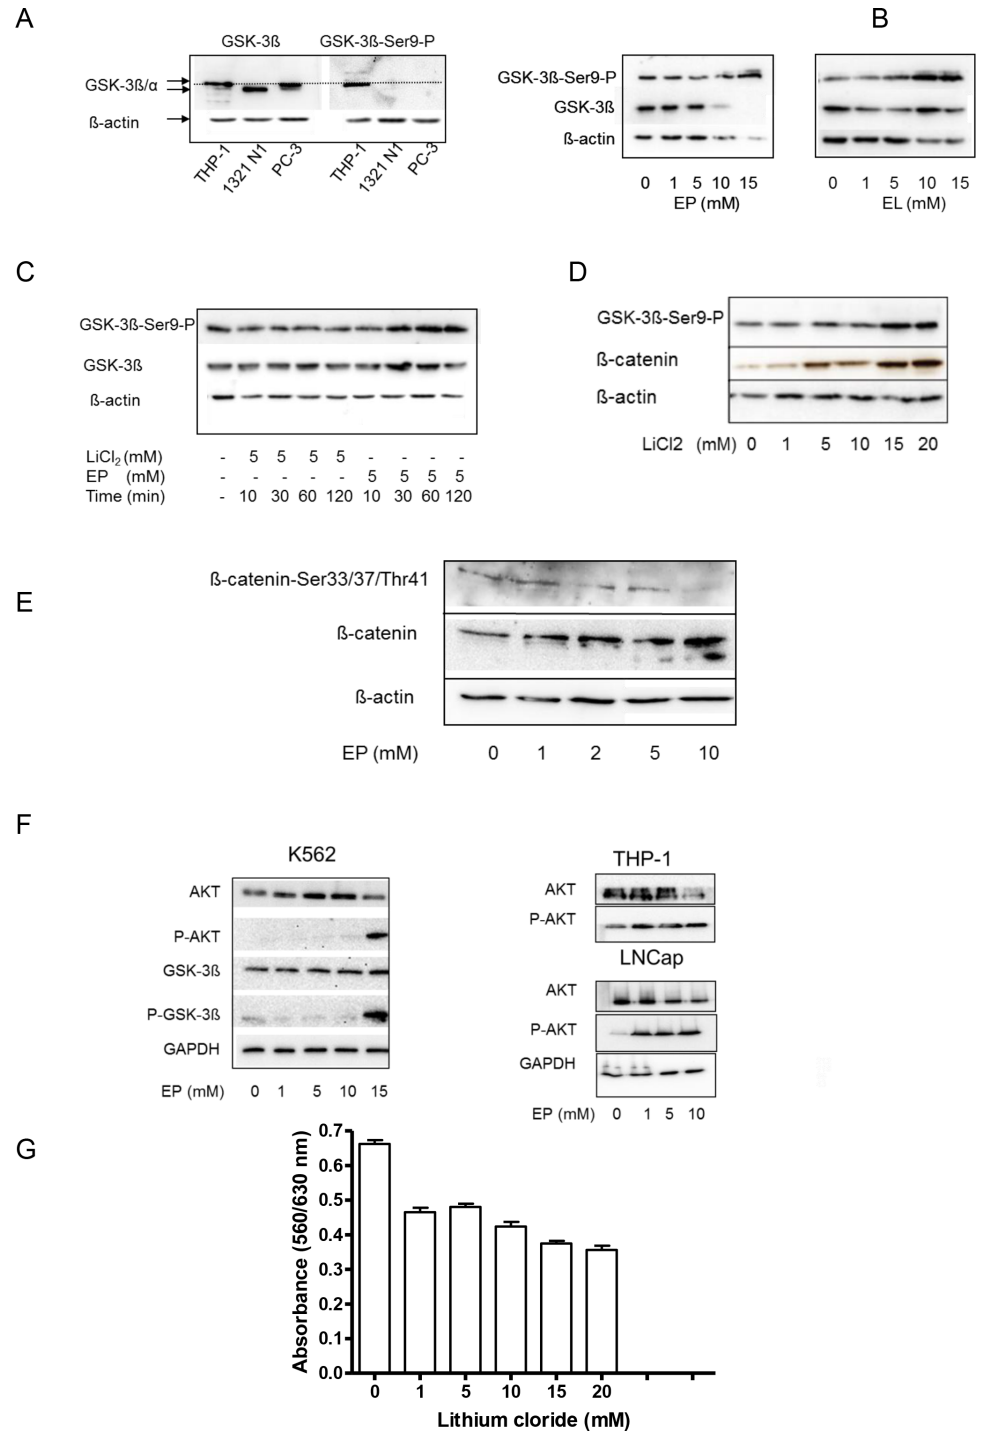 A
B
GSK-3ß GSK-3ß-Ser9-P
GSK-3ß/α
ß-actin
THP-1 1321 N1 PC-3 THP-1 1321 N1 PC-3
GSK-3ß-Ser9-P
GSK-3ß
ß-actin
0 1 5 10 15
EP (mM)
0 1 5 10 15
EL (mM)
C
GSK-3ß-Ser9-P
GSK-3ß
ß-actin
LiCl2 (mM) - 5 5 5 5 - - - -
EP (mM) - - - - - 5 5 5 5
Time (min) - 10 30 60 120 10 30 60 120
D
GSK-3ß-Ser9-P
ß-catenin
ß-actin
LiCl2 (mM) 0 1 5 10 15 20
E
ß-catenin-Ser33/37/Thr41
ß-catenin
ß-actin
EP (mM) 0 1 2 5 10
F
K562
AKT
P-AKT
GSK-3ß
P-GSK-3ß
GAPDH
EP (mM) 0 1 5 10 15
THP-1
AKT
P-AKT
LNCap
AKT
P-AKT
GAPDH
EP (mM) 0 1 5 10
G
Absorbance (560/630 nm)
0.7
0.6
0.5
0.4
0.3
0.2
0.1
0.0
0 1 5 10 15 20
Lithium cloride (mM)